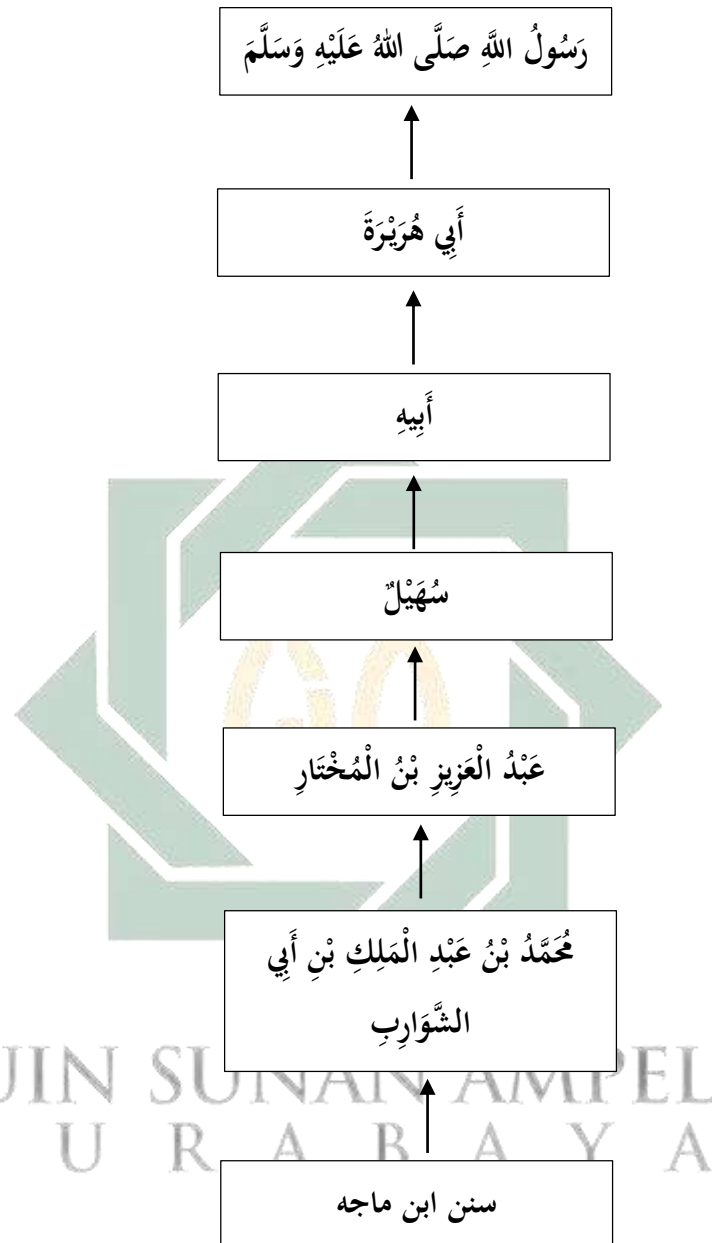 رَسُولُ اللَّهِ صَلَّى اللهُ عَلَيْهِ وَسَلَّمَ
أَبِي هُرَيْرَةَ
أَبِيهِ
سُهَيْلٌ
عَبْدُ الْعَزِيزِ بْنُ الْمُخْتَارِ
مُحَمَّدُ بْنُ عَبْدِ الْمَلِكِ بْنِ أَبِي
الشَّوَارِبِ
UIN SUNAN AMPEL
S U R A B A Y A
سنن ابن ماجه